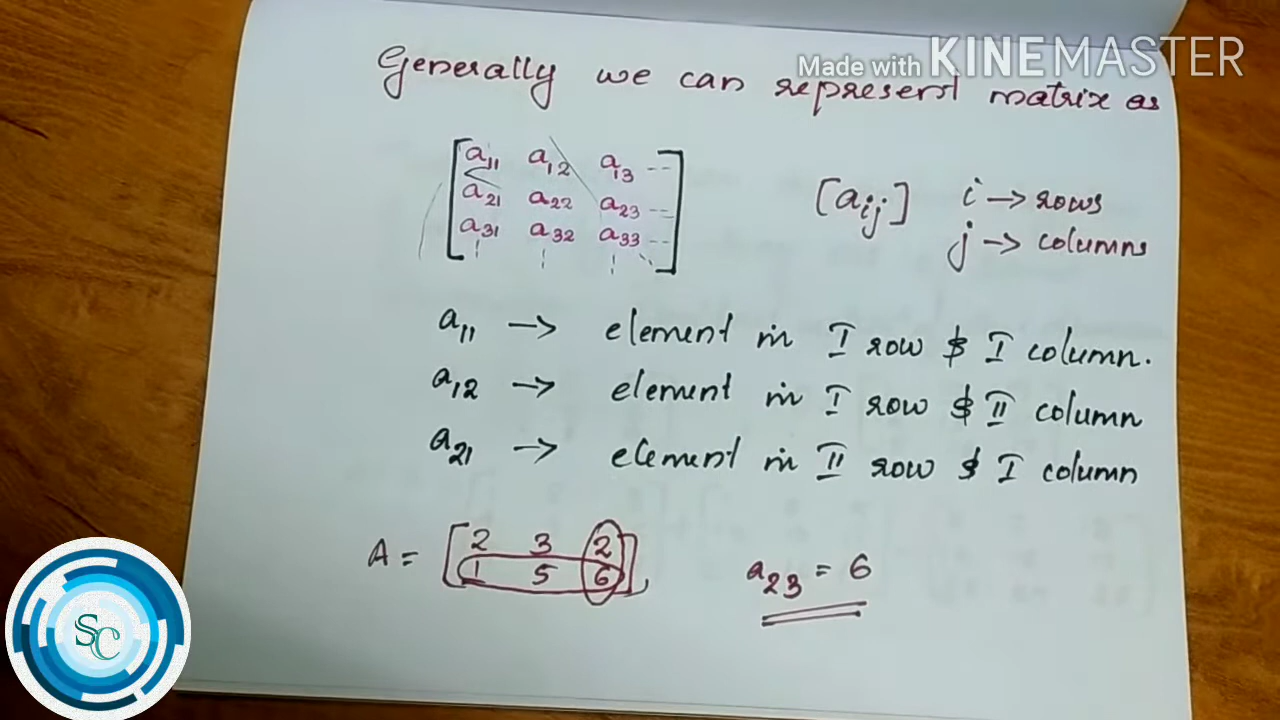 Made with KINEMASTER
Generally we can represent matrix as
a11 a12 a13 --
a21 a22 a23 --
a31 a32 a33 --
[aij] i → rows
j → columns
a11 → element in I row & I column.
a12 → element in I row & II column
a21 → element in II row & I column
A = [2 3 2
1 5 6], a23 = 6
SC